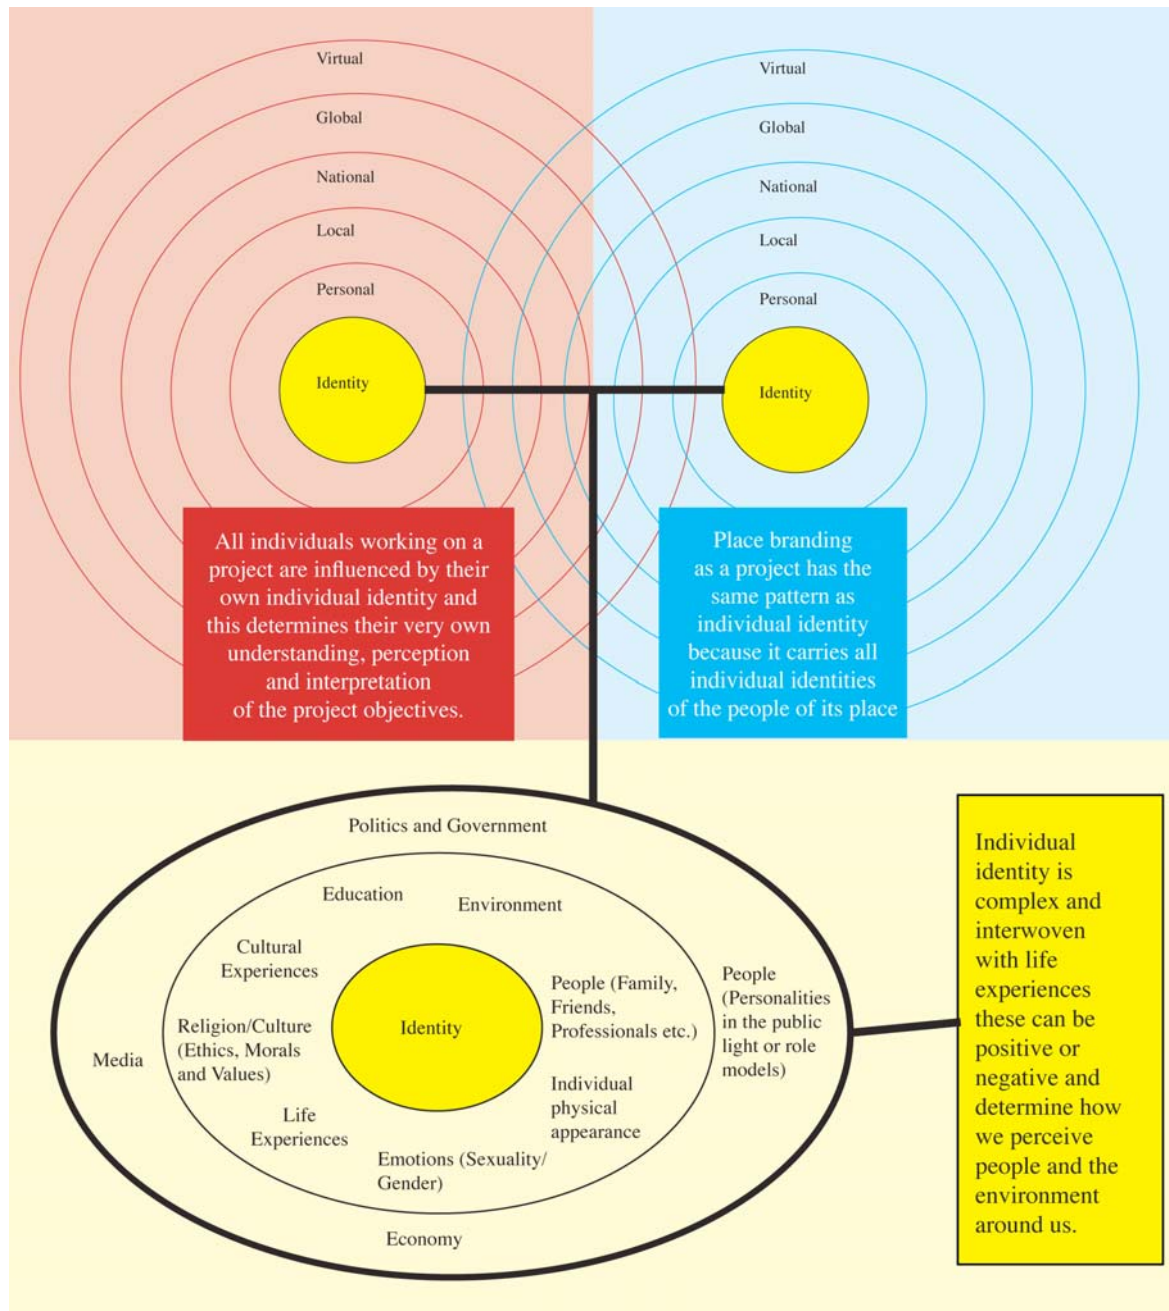 Virtual
Global
National
Local
Personal
Identity
All individuals working on a
project are influenced by their
own individual identity and
this determines their very own
understanding, perception
and interpretation
of the project objectives.
Virtual
Global
National
Local
Personal
Identity
Place branding
as a project has the
same pattern as
individual identity
because it carries all
individual identities
of the people of its place
Politics and Government
Education
Environment
Cultural
Experiences
People (Family,
Friends,
Professionals etc.)
People
(Personalities
in the public
light or role
models)
Identity
Religion/Culture
(Ethics, Morals
and Values)
Media
Individual
physical
appearance
Life
Experiences
Emotions (Sexuality/
Gender)
Economy
Individual
identity is
complex and
interwoven
with life
experiences
these can be
positive or
negative and
determine how
we perceive
people and the
environment
around us.